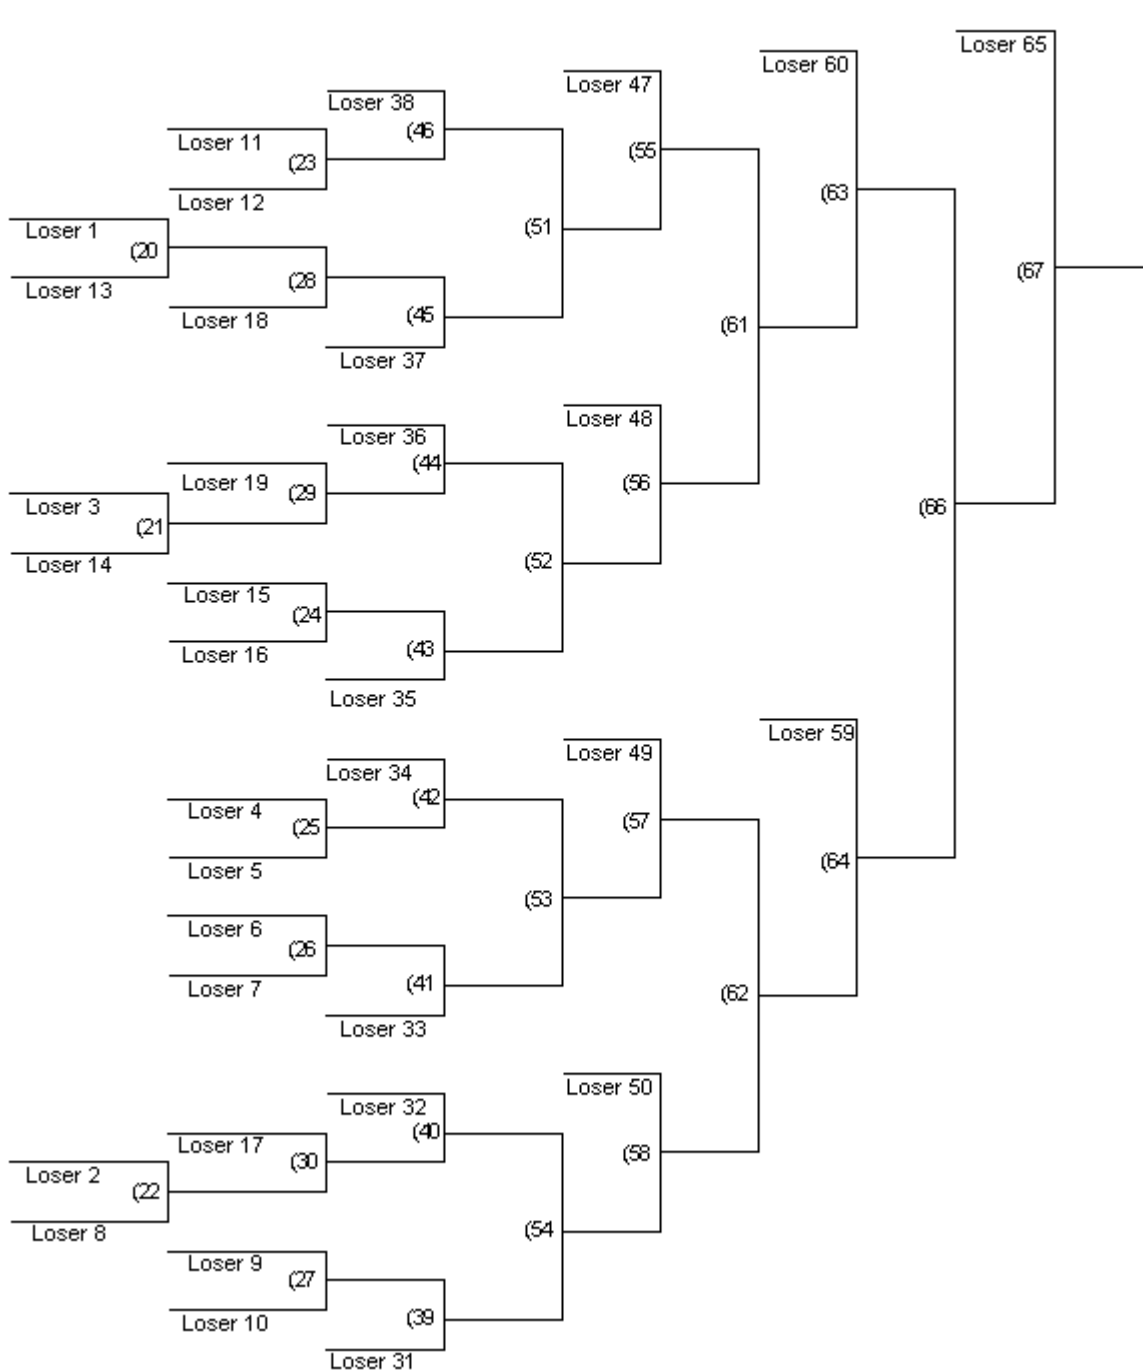 Loser 65
Loser 60
Loser 47
Loser 38
(46
Loser 11
(55
(23
(63
Loser 12
Loser 1
(51
(20
(67
(28
Loser 13
Loser 18
(45
(61
Loser 37
Loser 48
Loser 36
(44
Loser 19
(56
(29
Loser 3
(66
(21
(52
Loser 14
Loser 15
(24
(43
Loser 16
Loser 35
Loser 59
Loser 49
Loser 34
(42
Loser 4
(57
(25
(64
Loser 5
(53
Loser 6
(26
(41
Loser 7
(62
Loser 33
Loser 50
Loser 32
(40
Loser 17
(58
(30
Loser 2
(22
(54
Loser 8
Loser 9
(27
(39
Loser 10
Loser 31